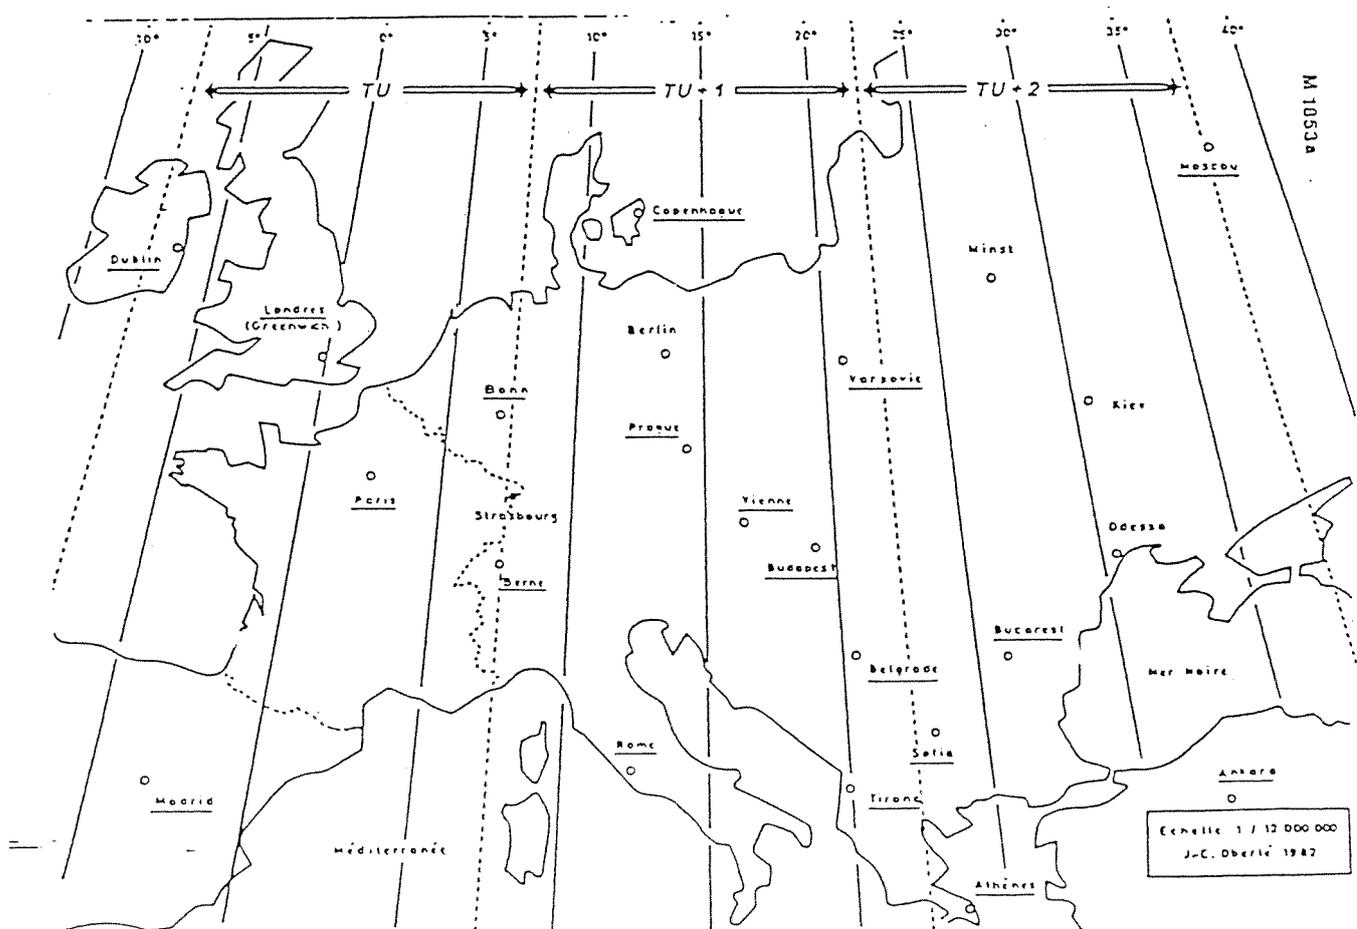 10° 5° 0° 5° 10° 15° 20° 25° 30° 35° 40°
TU TU + 1 TU + 2
M 1053a
Moscou
Copenhague
Dublin
Minst
Londres
(Greenwich)
Berlin
Varsovie
Bonn
Kiev
Prague
Paris
Vienne
Strasbourg
Odessa
Budapest
Berne
Bucarest
Belgrade
Mer Noire
Rome
Sofia
Ankara
Madrid
Tirana
Echelle 1 / 12 000 000
J-C. Oberlé 1982
Méditerranée
Athènes